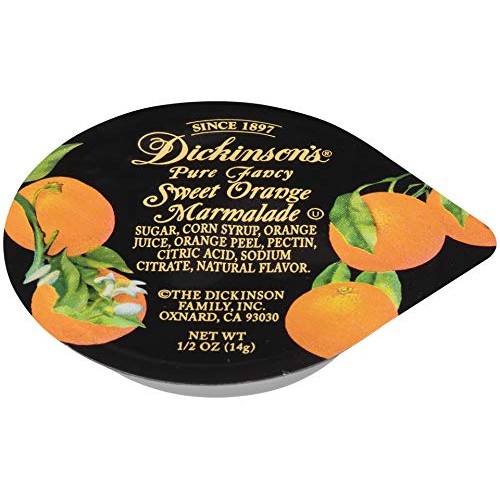 SINCE 1897
Dickinson's®
Pure Fancy
Sweet Orange
Marmalade Ⓤ
SUGAR, CORN SYRUP, ORANGE
JUICE, ORANGE PEEL, PECTIN,
CITRIC ACID, SODIUM
CITRATE, NATURAL FLAVOR.
©THE DICKINSON
FAMILY, INC.
OXNARD, CA 93030
NET WT
1/2 OZ (14g)